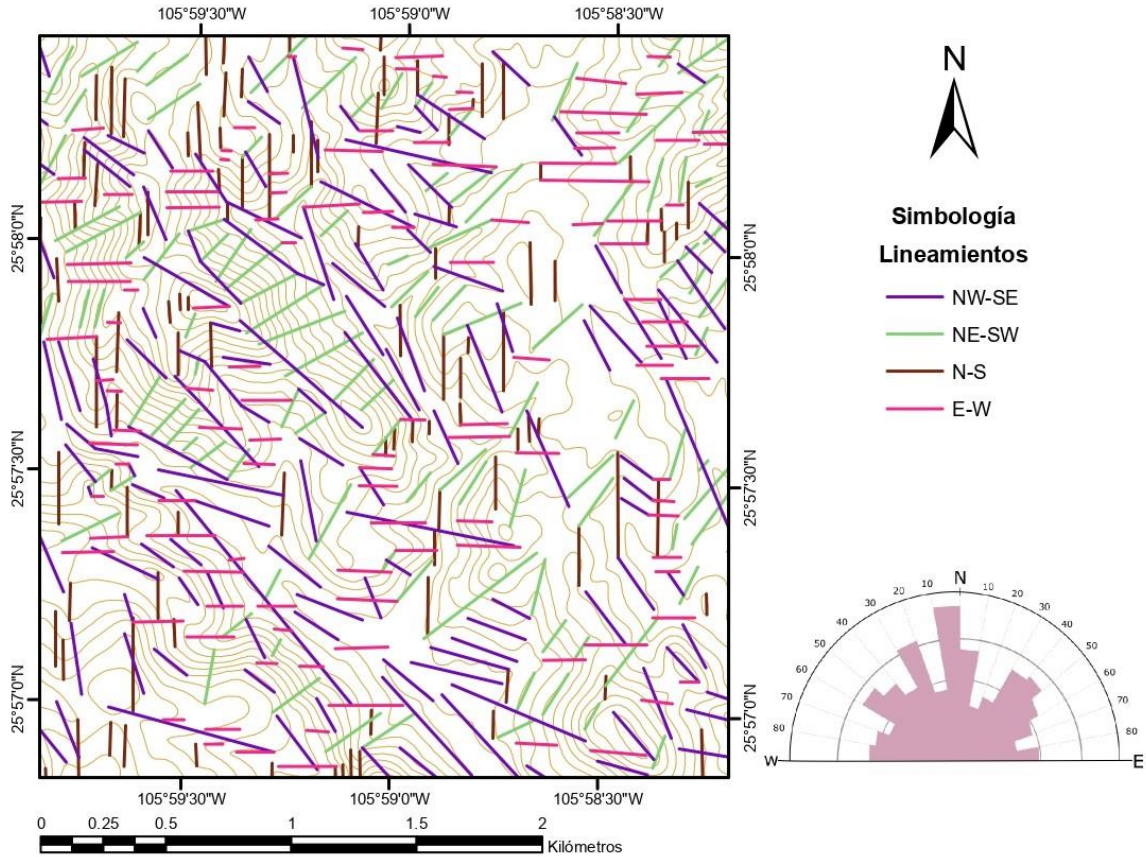 105°59'30"W 105°59'0"W 105°58'30"W
25°58'0"N
25°57'30"N
25°57'0"N
25°58'0"N
25°57'30"N
25°57'0"N
105°59'30"W 105°59'0"W 105°58'30"W
0 0.25 0.5 1 1.5 2
Kilómetros
N
Simbología
Lineamientos
NW-SE
NE-SW
N-S
E-W
N
10 10
20 20
30 30
40 40
50 50
60 60
70 70
80 80
W E